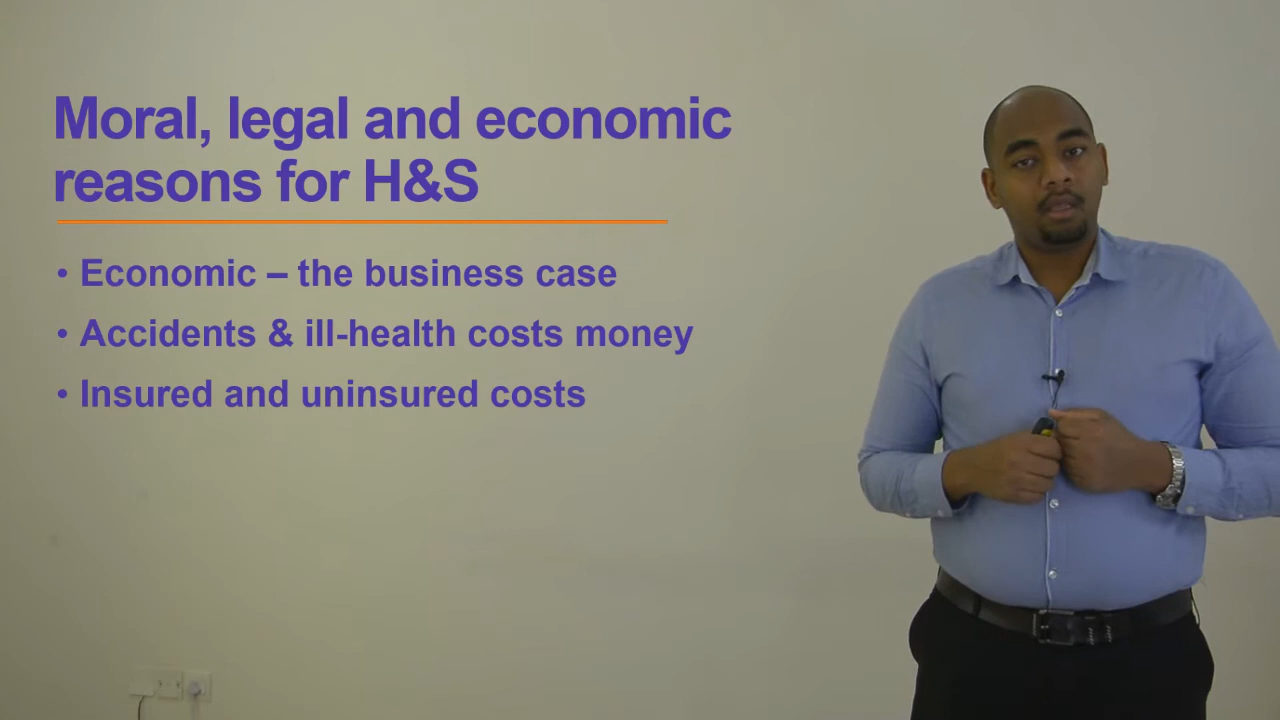 Moral, legal and economic
reasons for H&S
• Economic – the business case
• Accidents & ill-health costs money
• Insured and uninsured costs